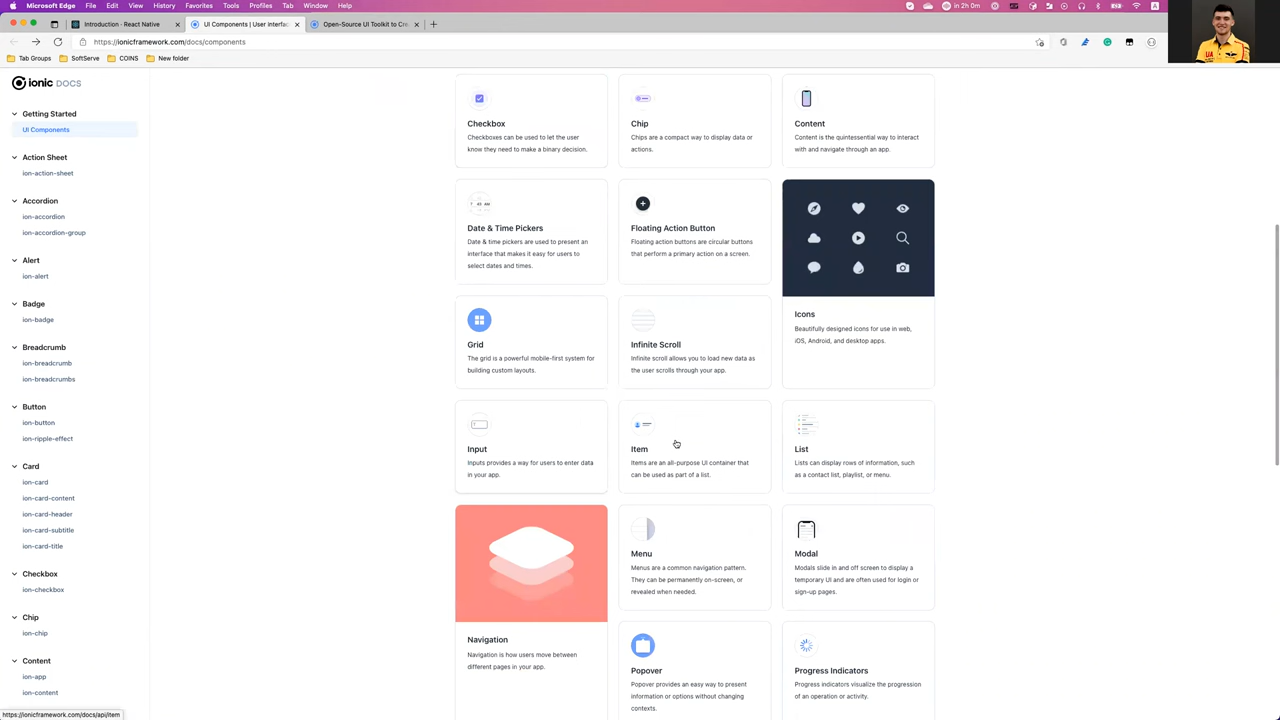 Microsoft Edge File Edit View History Favorites Tools Profiles Tab Window Help in 2h 0m
Introduction - React Native
UI Components | User Interfac
Open-Source UI Toolkit to Cre
https://ionicframework.com/docs/components
Tab Groups SoftServe COINS New folder
ionic DOCS
Getting Started
UI Components
Action Sheet
ion-action-sheet
Accordion
ion-accordion
ion-accordion-group
Alert
ion-alert
Badge
ion-badge
Breadcrumb
ion-breadcrumb
ion-breadcrumbs
Button
ion-button
ion-ripple-effect
Card
ion-card
ion-card-content
ion-card-header
ion-card-subtitle
ion-card-title
Checkbox
ion-checkbox
Chip
ion-chip
Content
ion-app
ion-content
https://ionicframework.com/docs/api/item
Checkbox
Checkboxes can be used to let the user
know they need to make a binary decision.
Chip
Chips are a compact way to display data or
actions.
Content
Content is the quintessential way to interact
with and navigate through an app.
Date & Time Pickers
Date & time pickers are used to present an
interface that makes it easy for users to
select dates and times.
Floating Action Button
Floating action buttons are circular buttons
that perform a primary action on a screen.
Icons
Beautifully designed icons for use in web,
iOS, Android, and desktop apps.
Grid
The grid is a powerful mobile-first system for
building custom layouts.
Infinite Scroll
Infinite scroll allows you to load new data as
the user scrolls through your app.
Input
Inputs provides a way for users to enter data
in your app.
Item
Items are an all-purpose UI container that
can be used as part of a list.
List
Lists can display rows of information, such
as a contact list, playlist, or menu.
Navigation
Navigation is how users move between
different pages in your app.
Menu
Menus are a common navigation pattern.
They can be permanently on-screen, or
revealed when needed.
Modal
Modals slide in and off screen to display a
temporary UI and are often used for login or
sign-up pages.
Popover
Popover provides an easy way to present
information or options without changing
contexts.
Progress Indicators
Progress indicators visualize the progression
of an operation or activity.